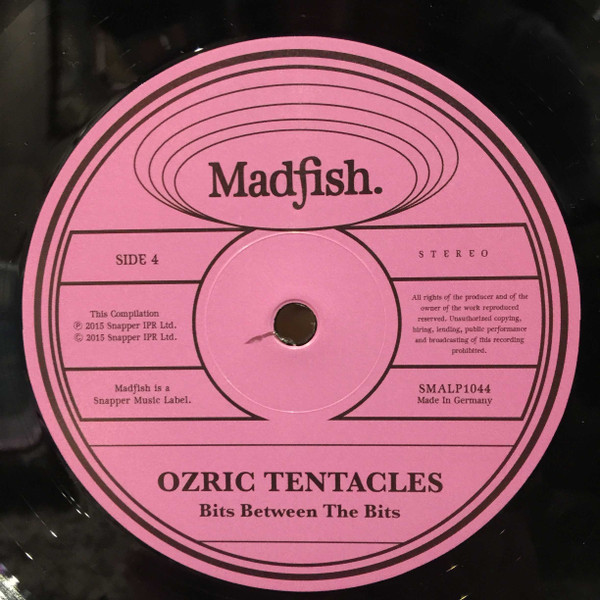 Madfish.
SIDE 4
STEREO
This Compilation
℗ 2015 Snapper IPR Ltd.
© 2015 Snapper IPR Ltd.
All rights of the producer and of the
owner of the work reproduced
reserved. Unauthorized copying,
hiring, lending, public performance
and broadcasting of this recording
prohibited.
Madfish is a
Snapper Music Label.
SMALP1044
Made In Germany
OZRIC TENTACLES
Bits Between The Bits